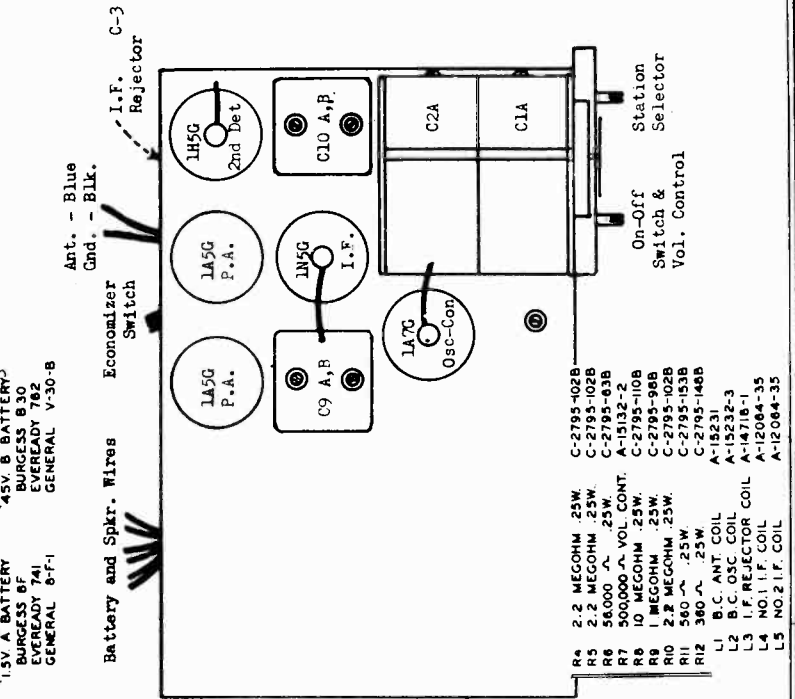 1.5V. A BATTERY
BURGESS 8F
EVEREADY 741
GENERAL 8-F-1
45V. B BATTERY
BURGESS B30
EVEREADY 762
GENERAL V-30-B
Battery and Spkr. Wires
Economizer
Switch
Ant. - Blue
Gnd. - Blk.
I.F. C-3
Rejector
1A5G
P.A.
1A5G
P.A.
1H5G
2nd Det
C9 A,B
1N5G
I.F.
C10 A,B.
1A7G
Osc-Con
C2A
C1A
On-Off
Switch &
Vol. Control
Station
Selector
R4 2.2 MEGOHM .25W. C-2795-102B
R5 2.2 MEGOHM .25W. C-2795-102B
R6 56,000 ~ .25W. C-2795-83B
R7 500,000 ~ VOL. CONT. A-15132-2
R8 10 MEGOHM .25W. C-2795-110B
R9 1 MEGOHM .25W. C-2795-98B
R10 2.2 MEGOHM .25W. C-2795-102B
R11 560 ~ .25W. C-2795-153B
R12 360 ~ .25W. C-2795-148B
L1 B.C. ANT. COIL A-15231
L2 B.C. OSC. COIL A-15232-3
L3 I.F. REJECTOR COIL A-14718-1
L4 NO.1 I.F. COIL A-12064-35
L5 NO.2 I.F. COIL A-12064-35